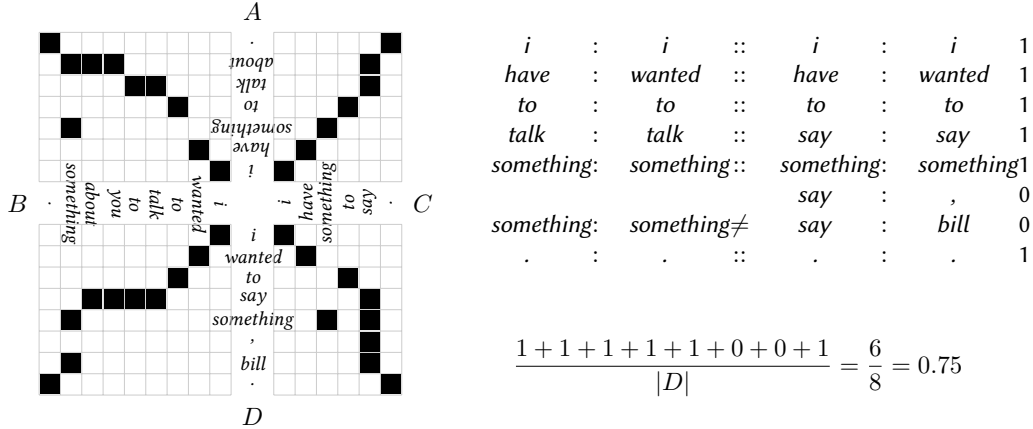 A
.
about
talk
to
something
have
i
B . something about you talk to wanted i i have something to say . C
i
wanted
to
say
something
,
bill
.
D
i : i :: i : i 1
have : wanted :: have : wanted 1
to : to :: to : to 1
talk : talk :: say : say 1
something : something :: something : something 1
say : , 0
something : something ≠ say : bill 0
. : . :: . : . 1
1 + 1 + 1 + 1 + 1 + 0 + 0 + 1 / |D| = 6 / 8 = 0.75